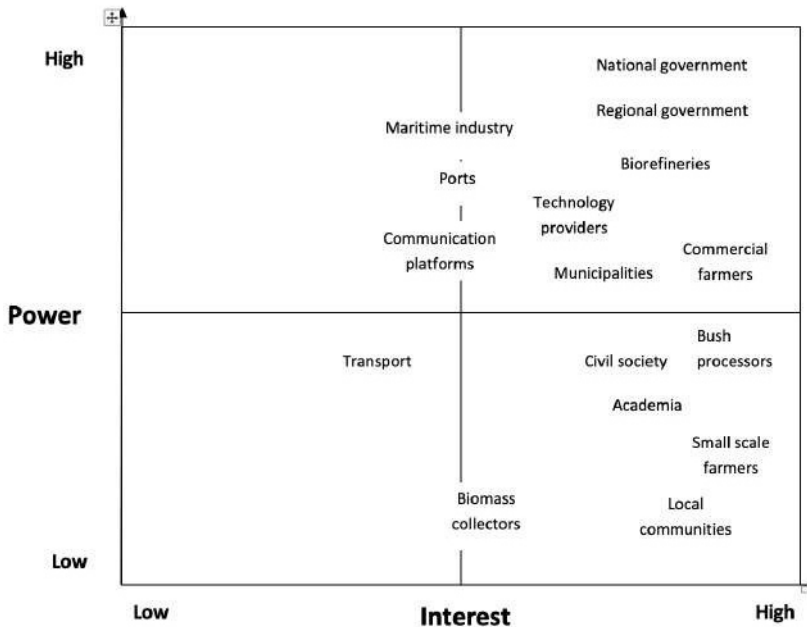 High
National government
Regional government
Maritime industry
Biorefineries
Ports
Technology
providers
Communication
platforms
Commercial
farmers
Municipalities
Power
Transport
Civil society
Bush
processors
Academia
Small scale
farmers
Biomass
collectors
Local
communities
Low
Low
Interest
High